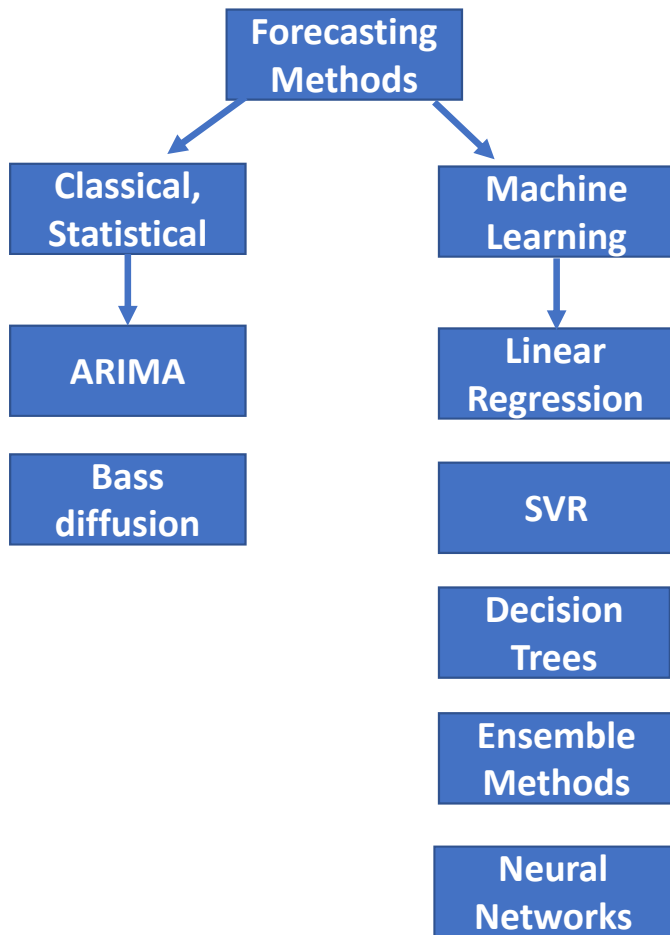 Forecasting
Methods
Classical,
Statistical
Machine
Learning
ARIMA
Linear
Regression
Bass
diffusion
SVR
Decision
Trees
Ensemble
Methods
Neural
Networks